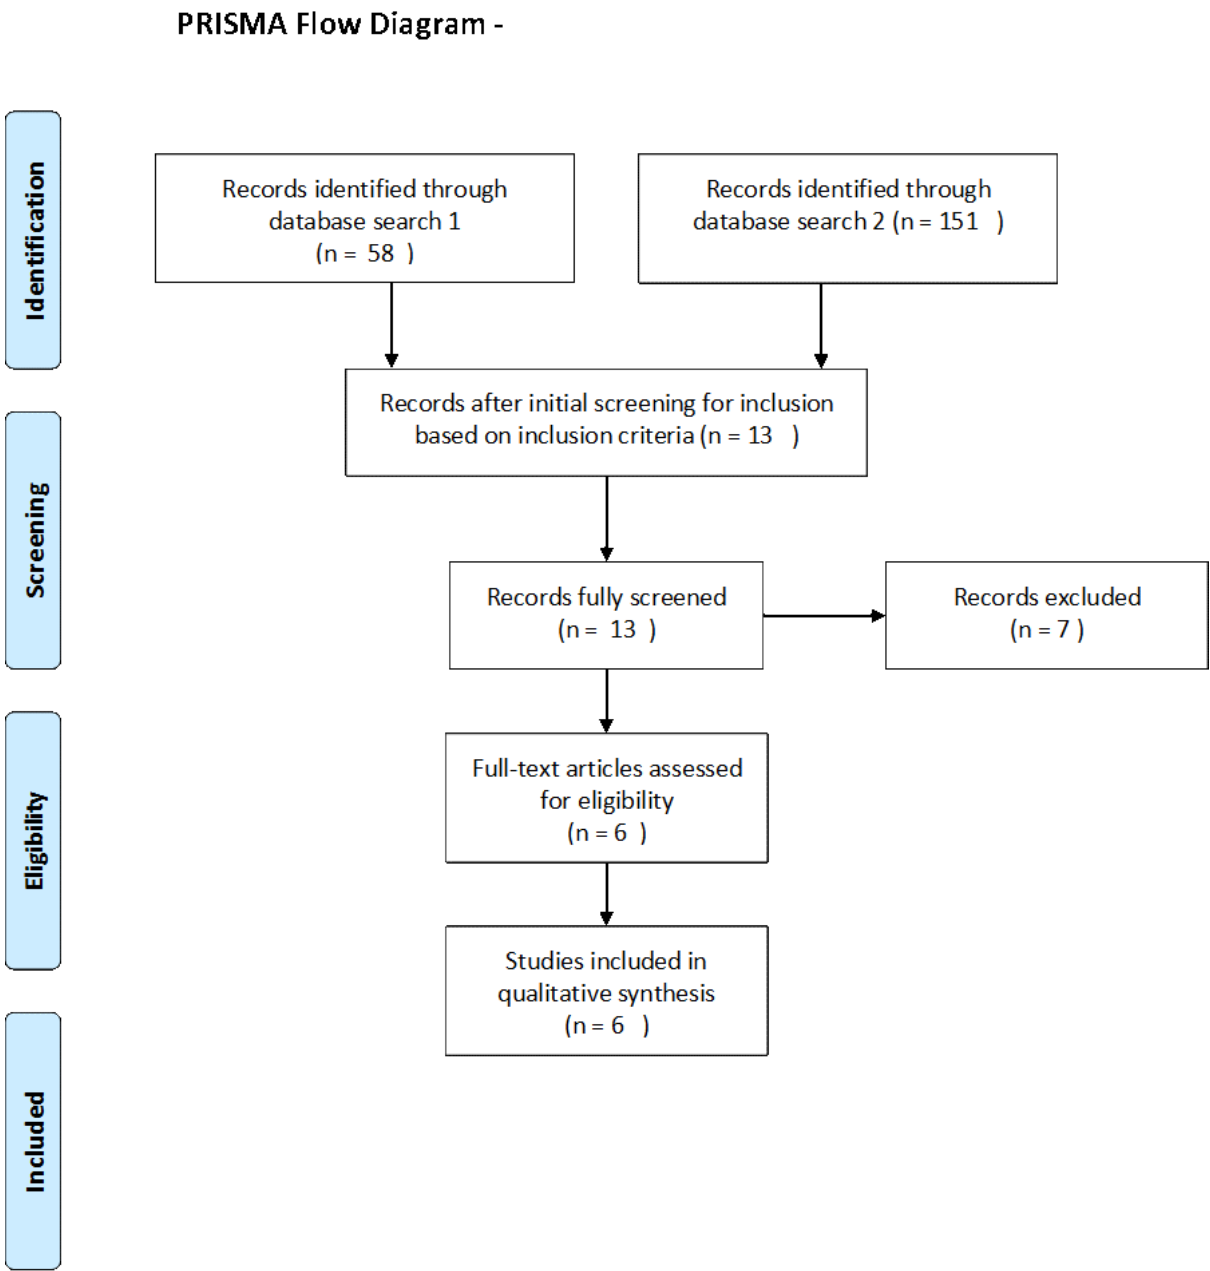 PRISMA Flow Diagram -
Identification
Records identified through
database search 1
(n =  58  )
Records identified through
database search 2 (n = 151   )
Records after initial screening for inclusion
based on inclusion criteria (n = 13   )
Screening
Records fully screened
(n =  13  )
Records excluded
(n = 7 )
Eligibility
Full-text articles assessed
for eligibility
(n = 6  )
Studies included in
qualitative synthesis
(n = 6   )
Included